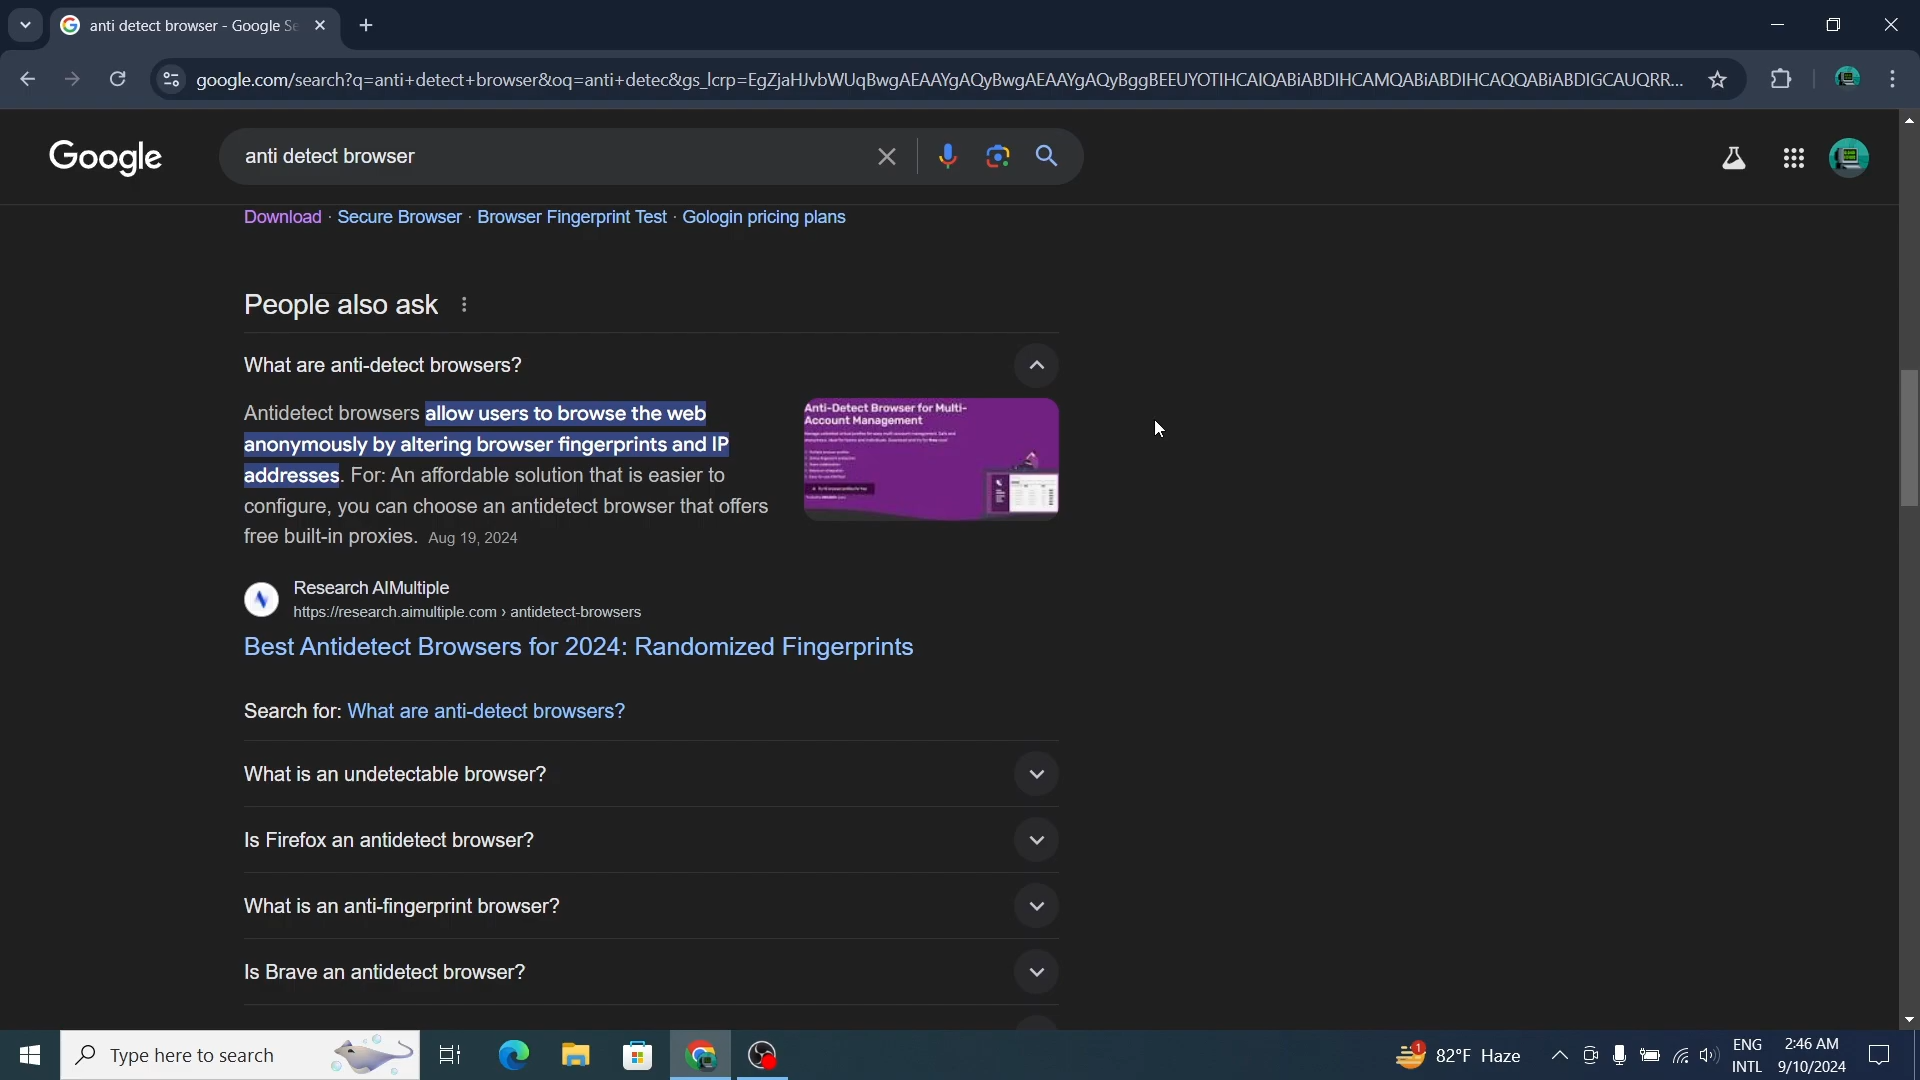 anti detect browser - Google Se
google.com/search?q=anti+detect+browser&oq=anti+detec&gs_lcrp=EgZjaHJvbWUqBwgAEAAYgAQyBwgAEAAYgAQyBggBEEUYOTIHCAIQABiABDIHCAMQABiABDIHCAQQABiABDIGCAUQRR...
Google
anti detect browser
Download · Secure Browser · Browser Fingerprint Test · Gologin pricing plans
People also ask
What are anti-detect browsers?
Antidetect browsers allow users to browse the web
anonymously by altering browser fingerprints and IP
addresses. For: An affordable solution that is easier to
configure, you can choose an antidetect browser that offers
free built-in proxies. Aug 19, 2024
Anti-Detect Browser for Multi-
Account Management
Research AIMultiple
https://research.aimultiple.com › antidetect-browsers
Best Antidetect Browsers for 2024: Randomized Fingerprints
Search for: What are anti-detect browsers?
What is an undetectable browser?
Is Firefox an antidetect browser?
What is an anti-fingerprint browser?
Is Brave an antidetect browser?
Type here to search
1
82°F Haze
ENG
INTL
2:46 AM
9/10/2024